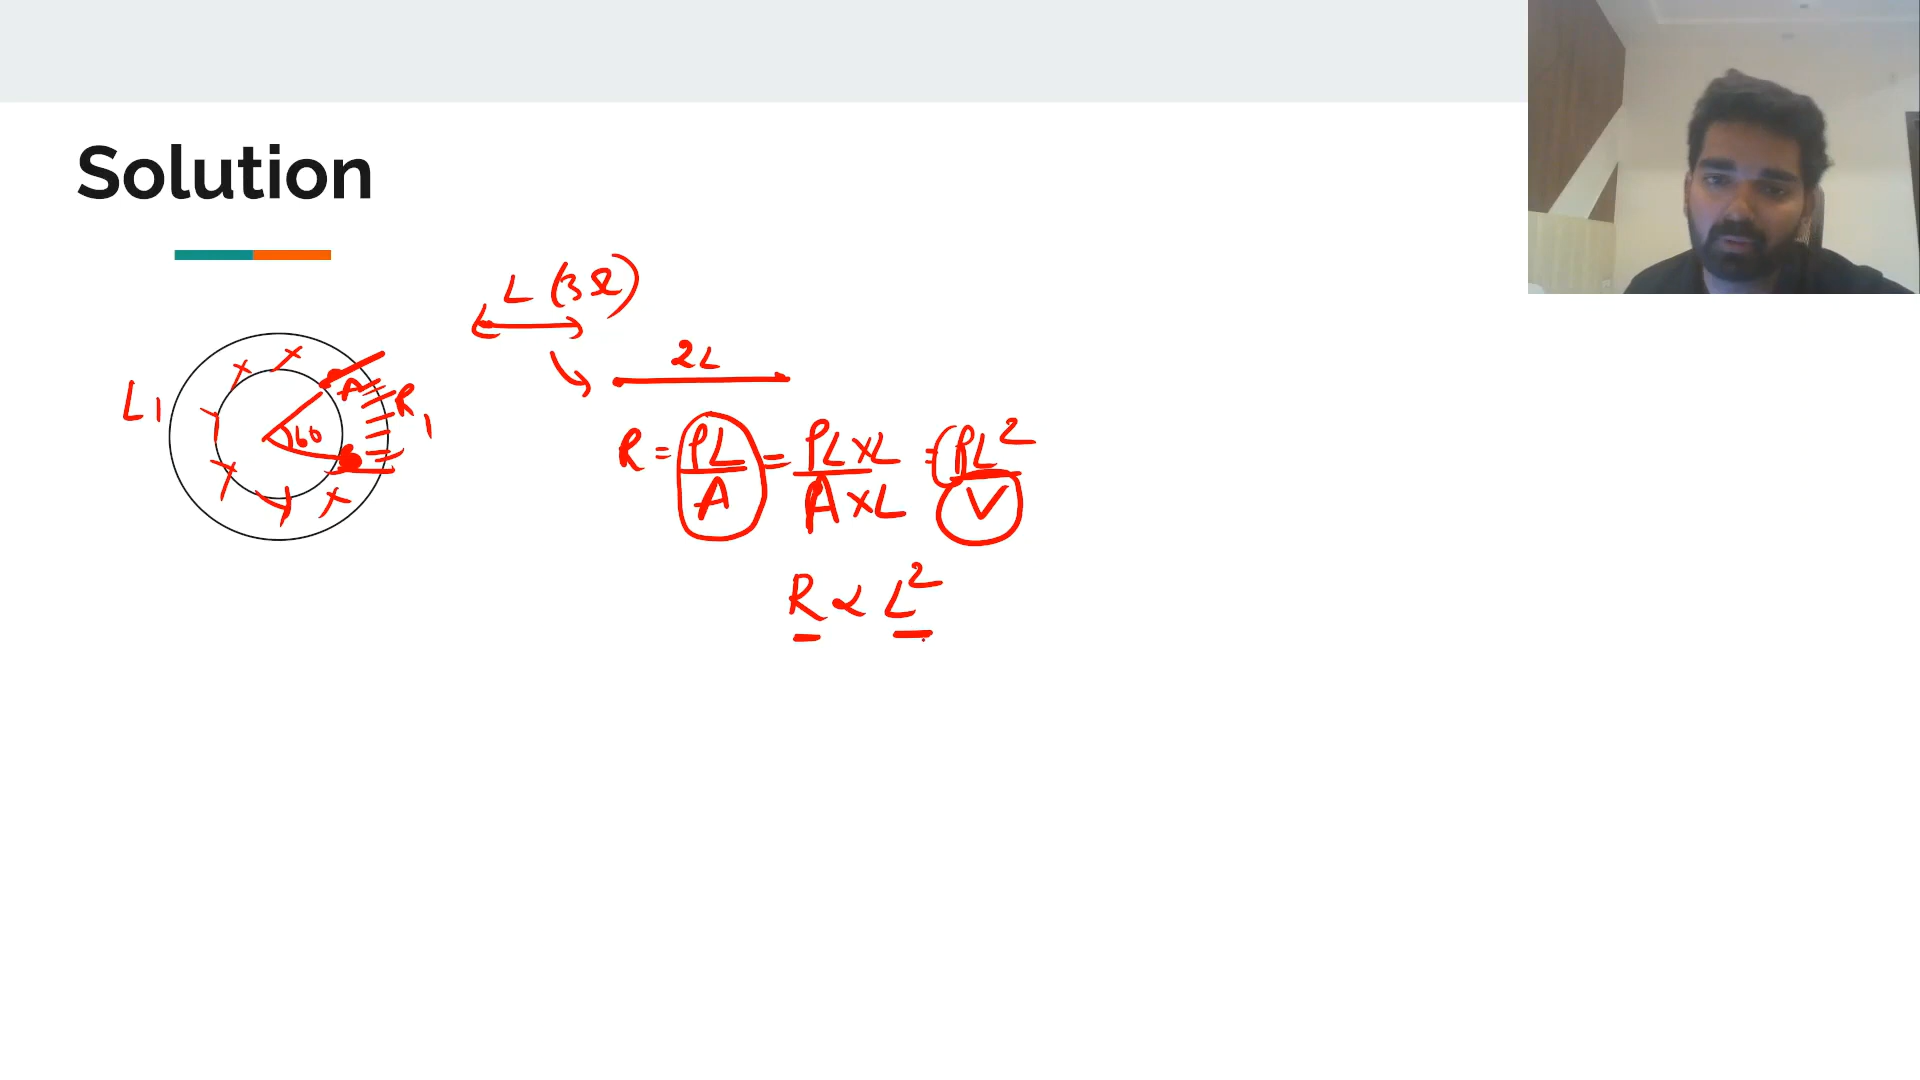 Solution
L (3Ω)
2L
L1
A
R1
60
B
R = ρL/A = ρL×L/A×L = ρL²/V
R ∝ L²